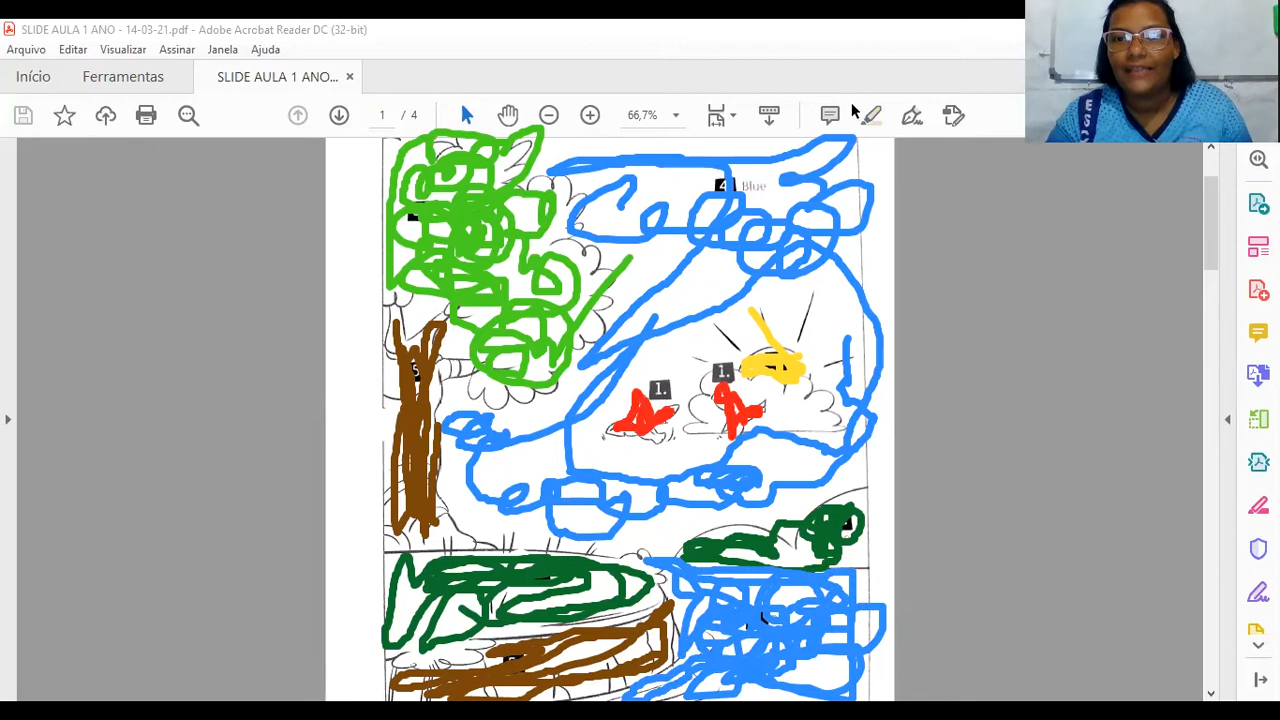 SLIDE AULA 1 ANO - 14-03-21.pdf - Adobe Acrobat Reader DC (32-bit)
Arquivo Editar Visualizar Assinar Janela Ajuda
Início Ferramentas SLIDE AULA 1 ANO... ×
1 / 4 66,7%
4 Blue
5
1. 1.